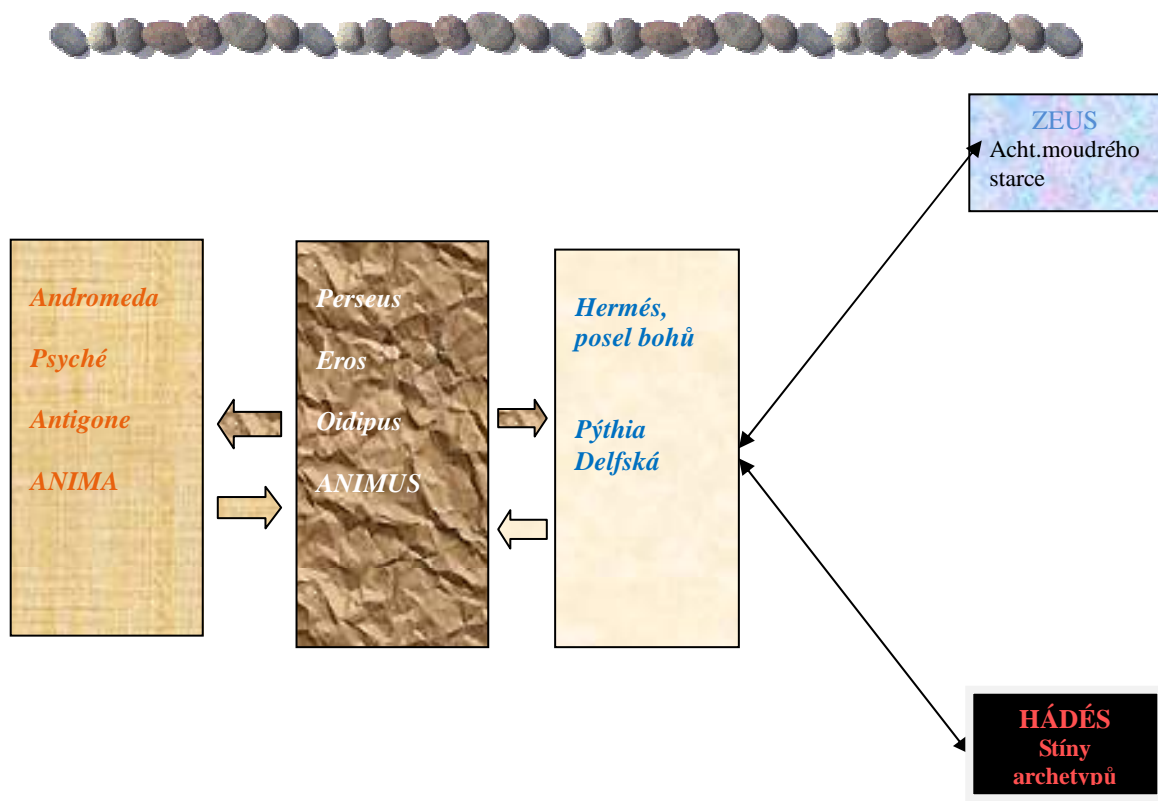 ZEUS
Acht.moudrého
starce
Andromeda
Psyché
Antigone
ANIMA
Perseus
Eros
Oidipus
ANIMUS
Hermés,
posel bohů
Pýthia
Delfská
HÁDÉS
Stíny
archetypů